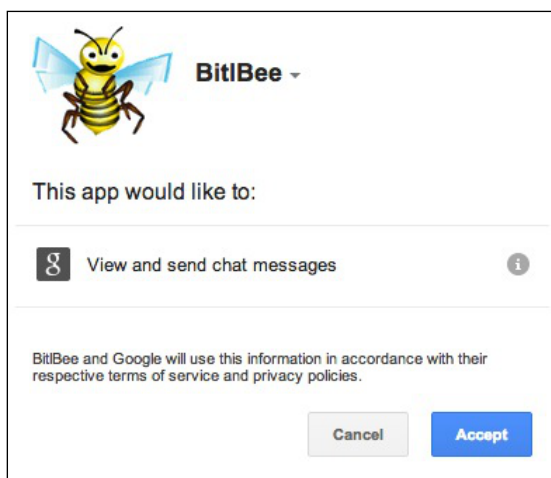 BitlBee
This app would like to:
g View and send chat messages i
BitlBee and Google will use this information in accordance with their
respective terms of service and privacy policies.
Cancel Accept